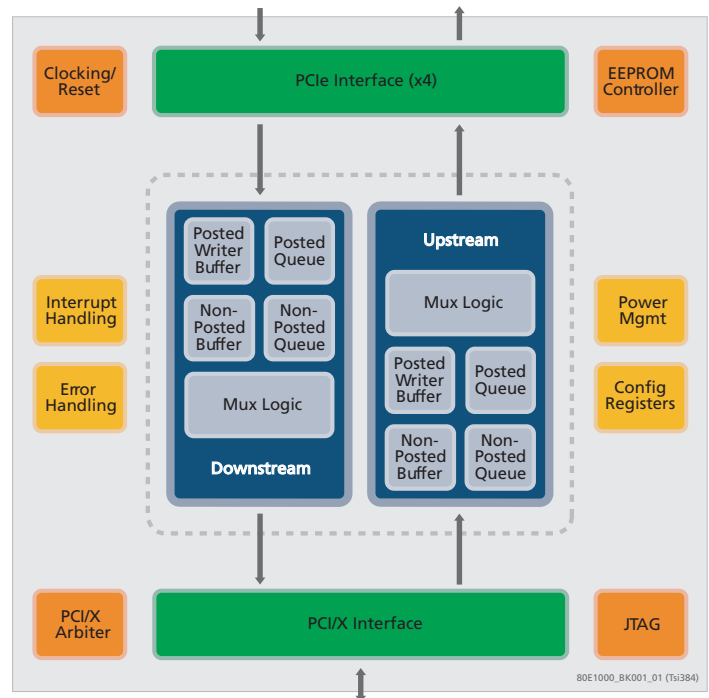 Clocking/
Reset
PCIe Interface (x4)
EEPROM
Controller
Posted
Writer
Buffer
Posted
Queue
Non-
Posted
Buffer
Non-
Posted
Queue
Mux Logic
Downstream
Upstream
Mux Logic
Posted
Writer
Buffer
Posted
Queue
Non-
Posted
Buffer
Non-
Posted
Queue
Interrupt
Handling
Error
Handling
Power
Mgmt
Config
Registers
PCI/X
Arbiter
PCI/X Interface
JTAG
80E1000_BK001_01 (Tsi384)